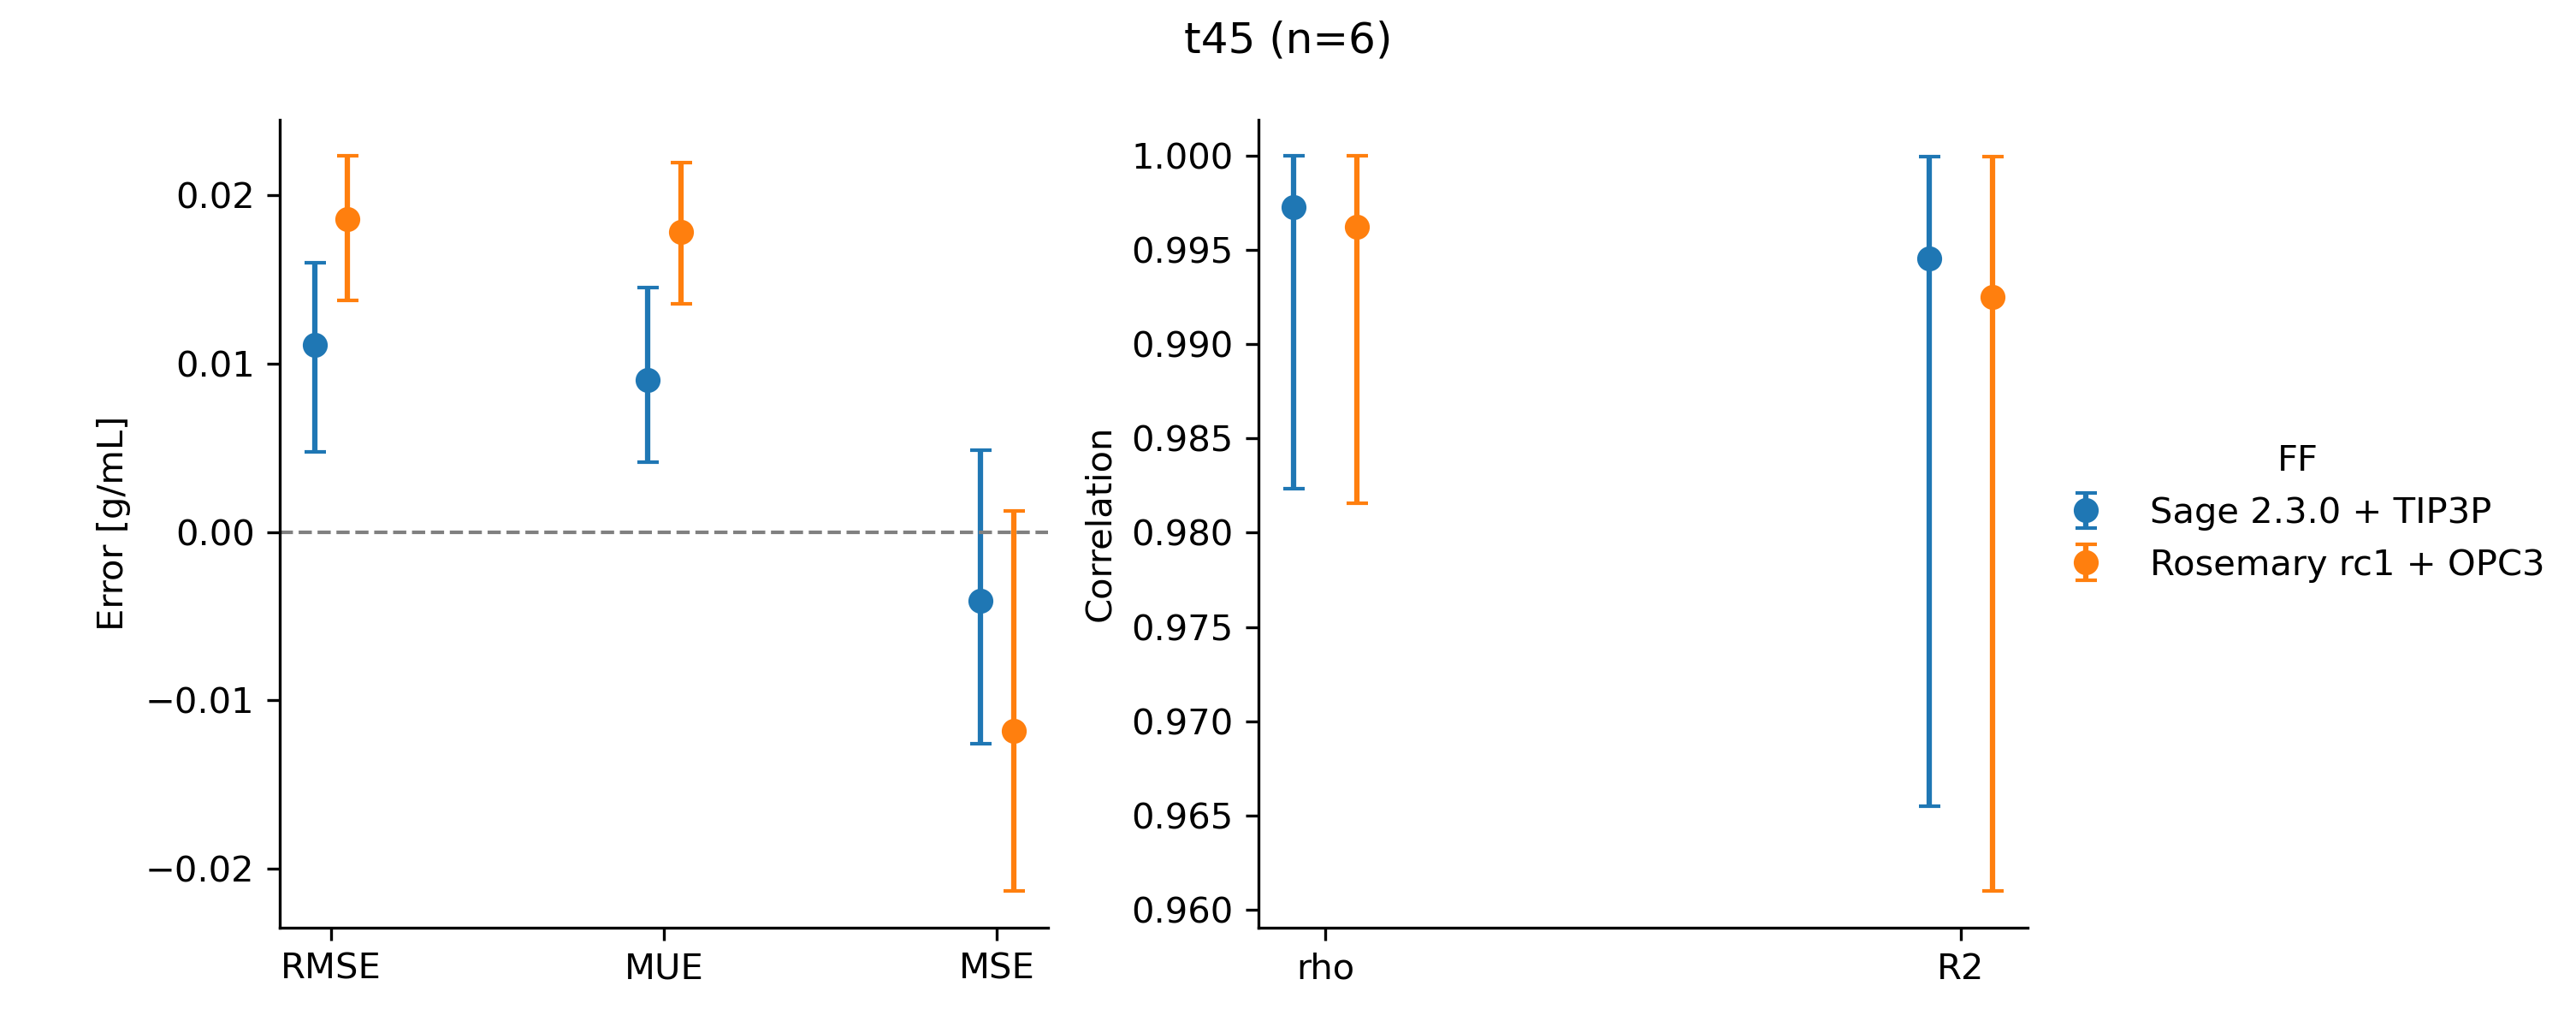 t45 (n=6)
Error [g/mL]
0.02
0.01
0.00
−0.01
−0.02
RMSE MUE MSE
Correlation
1.000
0.995
0.990
0.985
0.980
0.975
0.970
0.965
0.960
rho R2
FF
Sage 2.3.0 + TIP3P
Rosemary rc1 + OPC3